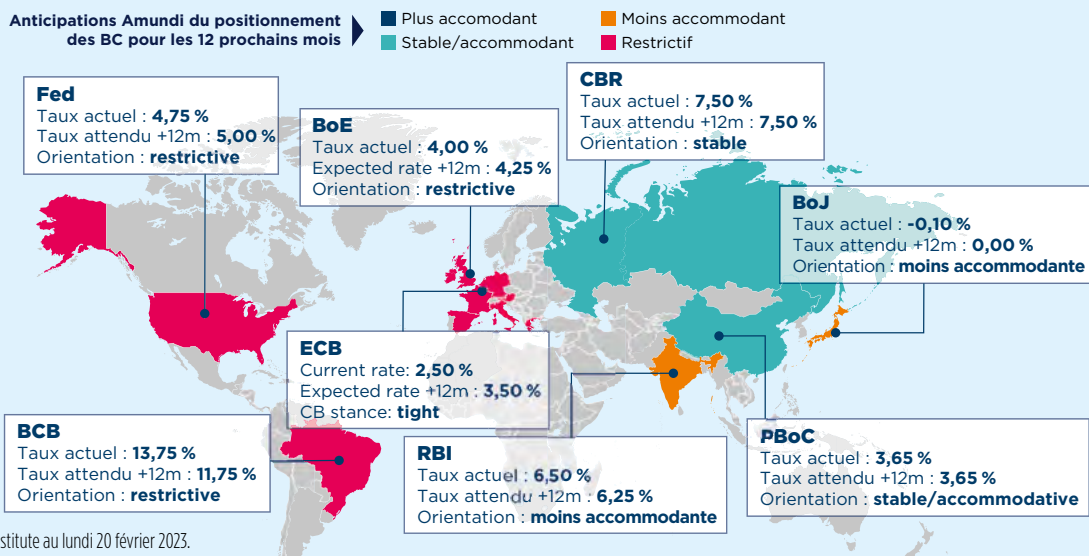 Anticipations Amundi du positionnement
des BC pour les 12 prochains mois
Plus accomodant
Moins accommodant
Stable/accommodant
Restrictif
Fed
Taux actuel : 4,75 %
Taux attendu +12m : 5,00 %
Orientation : restrictive
BoE
Taux actuel : 4,00 %
Expected rate +12m : 4,25 %
Orientation : restrictive
CBR
Taux actuel : 7,50 %
Taux attendu +12m : 7,50 %
Orientation : stable
BoJ
Taux actuel : -0,10 %
Taux attendu +12m : 0,00 %
Orientation : moins accommodante
ECB
Current rate: 2,50 %
Expected rate +12m : 3,50 %
CB stance: tight
BCB
Taux actuel : 13,75 %
Taux attendu +12m : 11,75 %
Orientation : restrictive
RBI
Taux actuel : 6,50 %
Taux attendu +12m : 6,25 %
Orientation : moins accommodante
PBoC
Taux actuel : 3,65 %
Taux attendu +12m : 3,65 %
Orientation : stable/accommodative
stitute au lundi 20 février 2023.